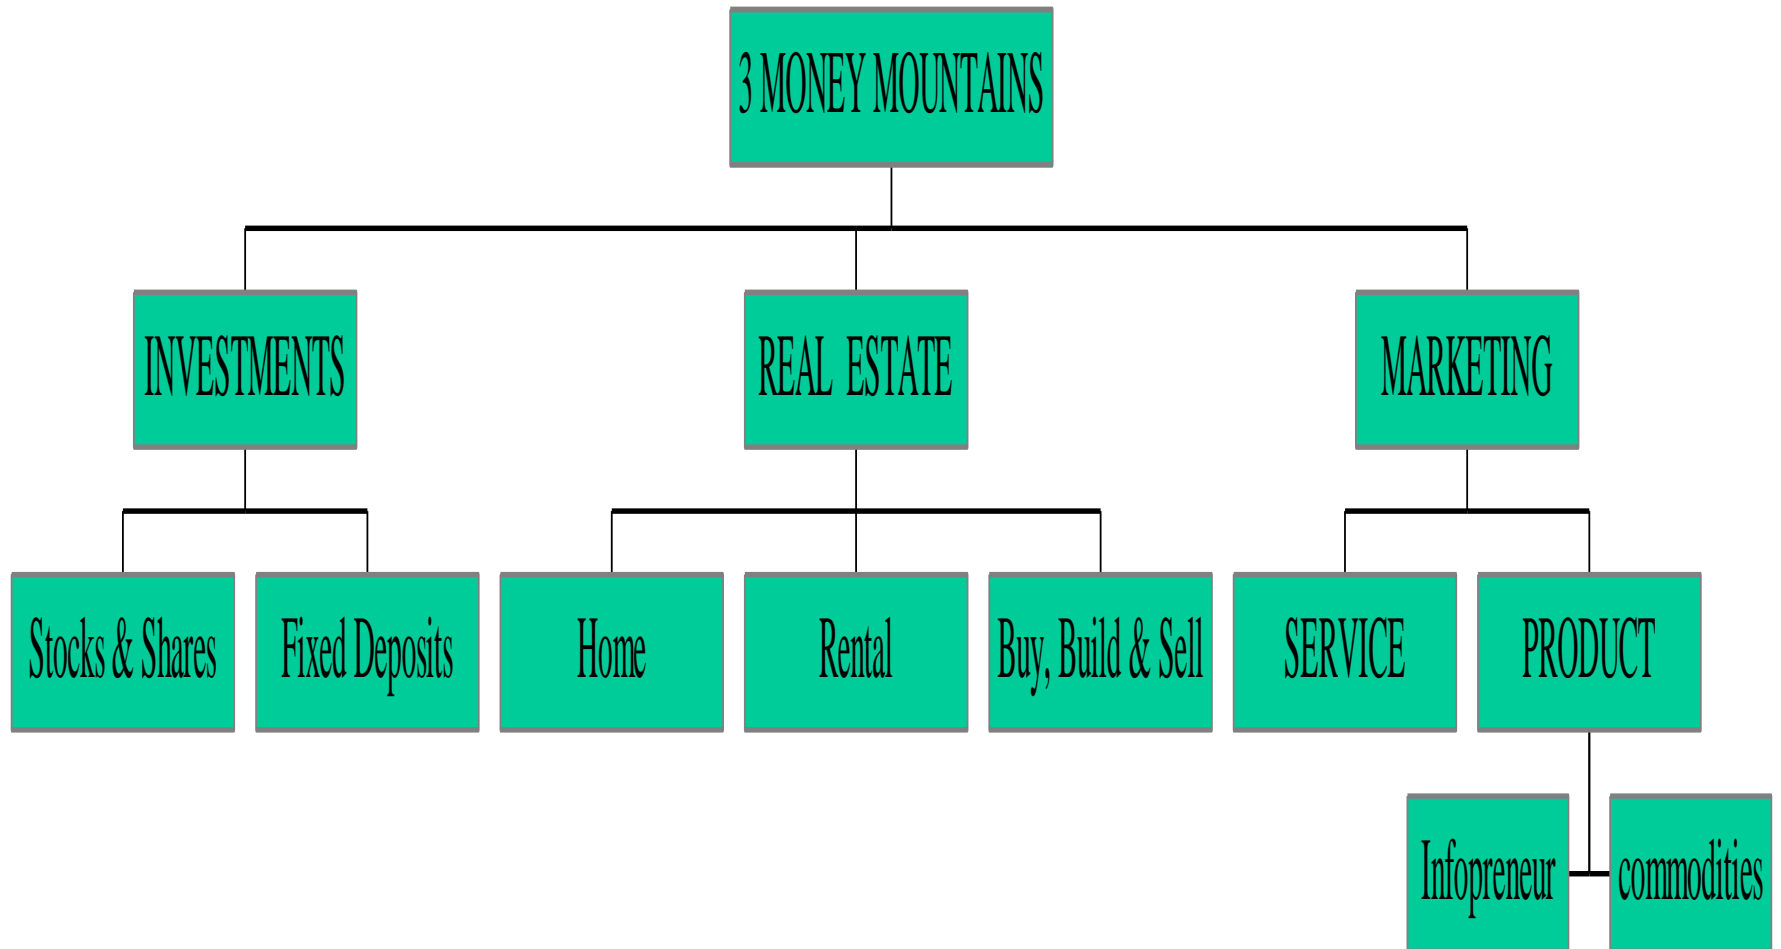 3 MONEY MOUNTAINS
INVESTMENTS
REAL ESTATE
MARKETING
Stocks & Shares
Fixed Deposits
Home
Rental
Buy, Build & Sell
SERVICE
PRODUCT
Infopreneur
commodities